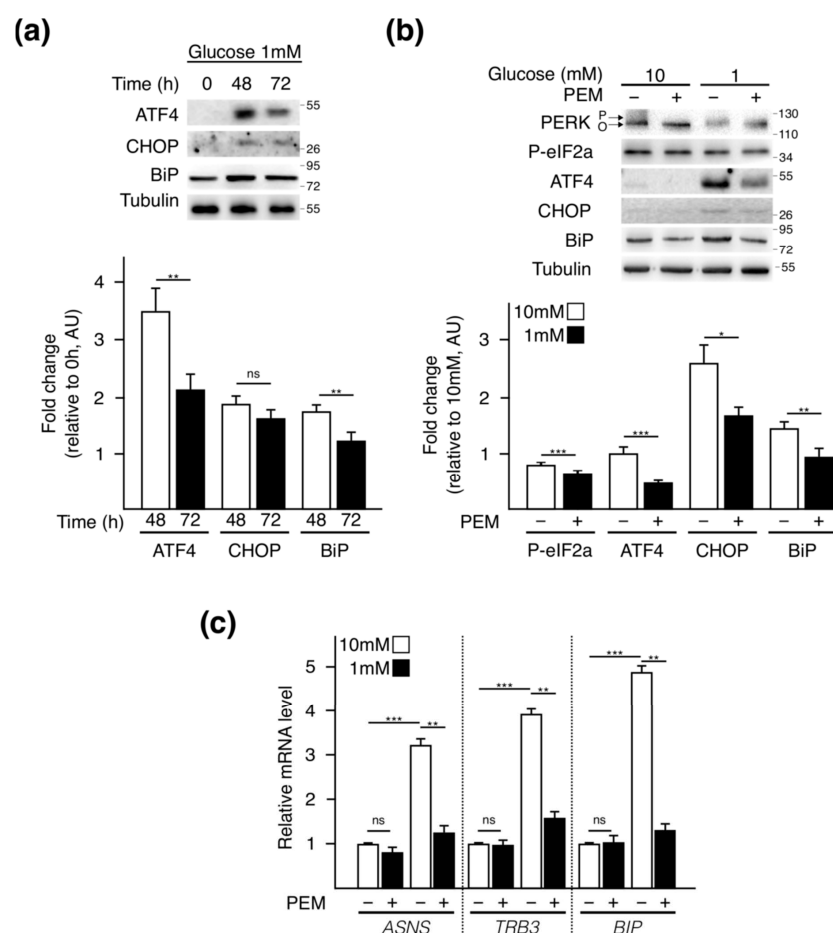 (a)
Glucose 1mM
Time (h) 0 48 72
ATF4 55
CHOP 26
BiP 95
72
Tubulin 55
Fold change
(relative to 0h, AU)
4
3
2
1
** ns **
Time (h) 48 72 48 72 48 72
ATF4 CHOP BiP
(b)
Glucose (mM) 10 1
PEM – + – +
PERK P O 130
110
P-eIF2a 34
ATF4 55
CHOP 26
BiP 95
72
Tubulin 55
10mM
1mM
Fold change
(relative to 10mM, AU)
3
2
1
*** *** * **
PEM – + – + – + – +
P-eIF2a ATF4 CHOP BiP
(c)
10mM
1mM
Relative mRNA level
5
4
3
2
1
ns *** ** ns *** ** ns *** **
PEM – + – + – + – + – + – +
ASNS TRB3 BIP